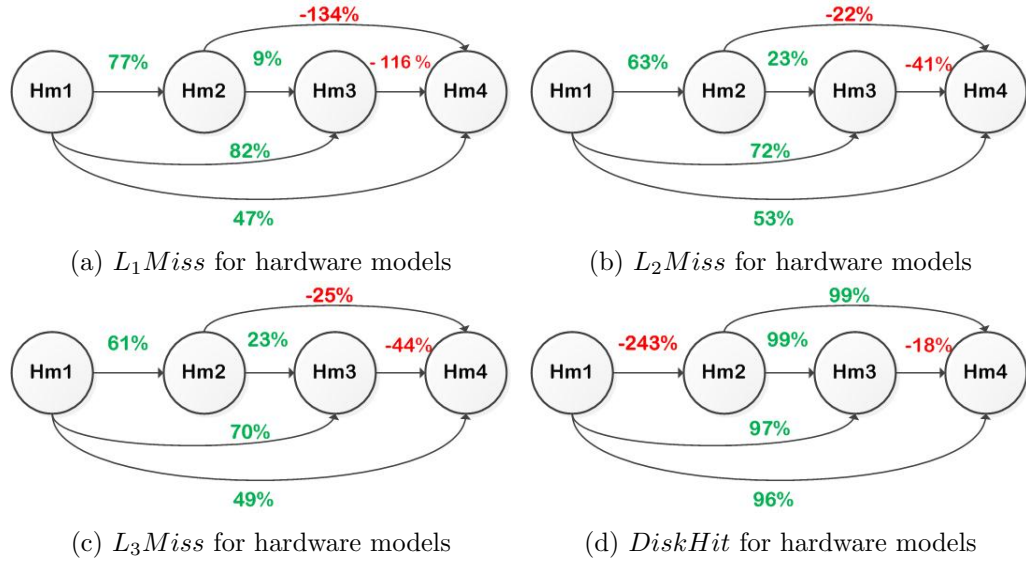 -134%
77%
9%
- 116 %
Hm1
Hm2
Hm3
Hm4
82%
47%
(a) L₁Miss for hardware models
-22%
63%
23%
-41%
Hm1
Hm2
Hm3
Hm4
72%
53%
(b) L₂Miss for hardware models
-25%
61%
23%
-44%
Hm1
Hm2
Hm3
Hm4
70%
49%
(c) L₃Miss for hardware models
99%
-243%
99%
-18%
Hm1
Hm2
Hm3
Hm4
97%
96%
(d) DiskHit for hardware models